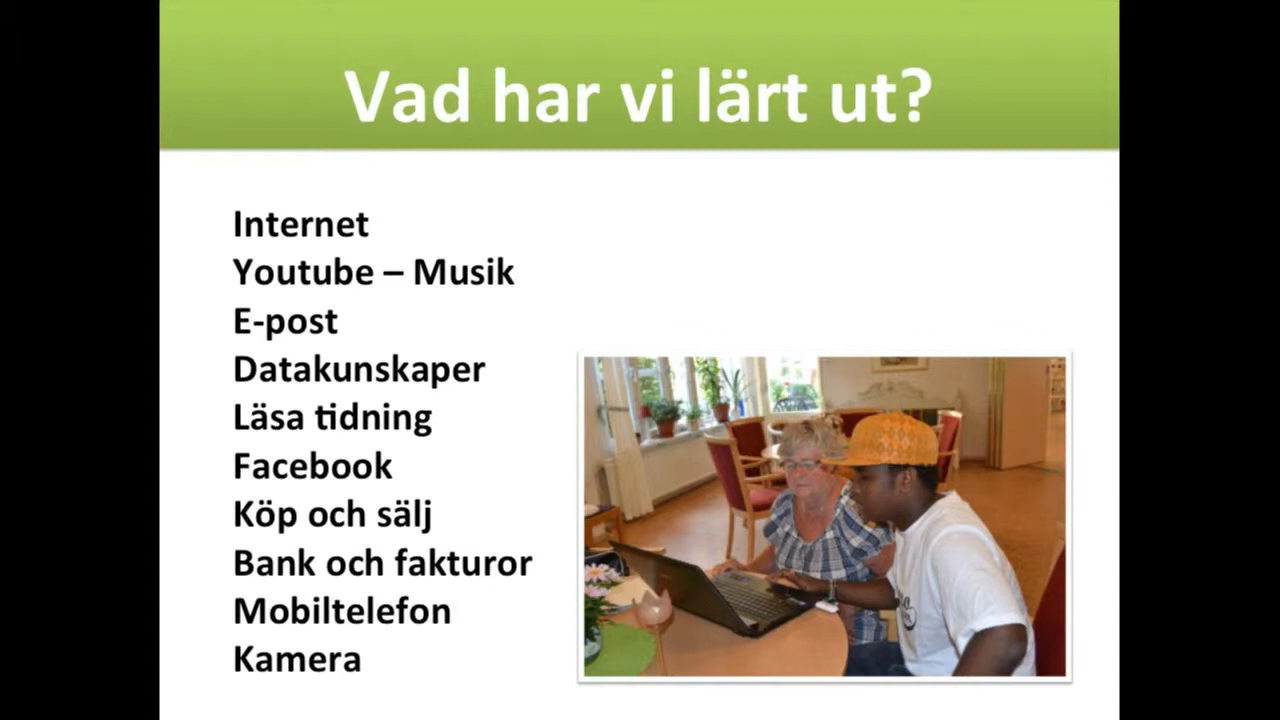 Vad har vi lärt ut?
Internet
Youtube – Musik
E-post
Datakunskaper
Läsa tidning
Facebook
Köp och sälj
Bank och fakturor
Mobiltelefon
Kamera